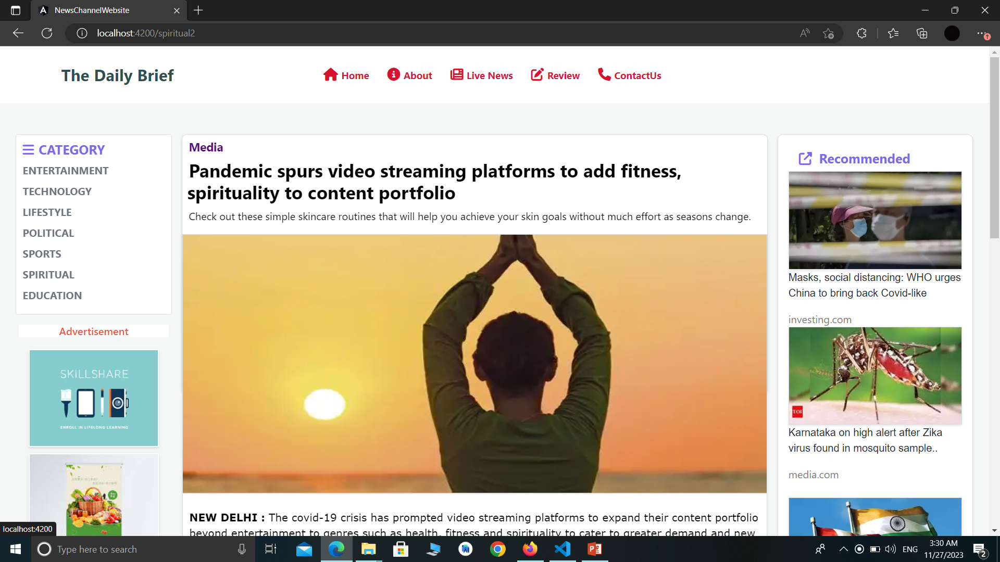 NewsChannelWebsite
localhost:4200/spiritual2
The Daily Brief
Home
About
Live News
Review
ContactUs
CATEGORY
ENTERTAINMENT
TECHNOLOGY
LIFESTYLE
POLITICAL
SPORTS
SPIRITUAL
EDUCATION
Advertisement
SKILLSHARE
ENROLL IN LIFELONG LEARNING
Media
Pandemic spurs video streaming platforms to add fitness,
spirituality to content portfolio
Check out these simple skincare routines that will help you achieve your skin goals without much effort as seasons change.
NEW DELHI : The covid-19 crisis has prompted video streaming platforms to expand their content portfolio
beyond entertainment to genres such as health, fitness and spirituality to cater to greater demand and new
Recommended
Masks, social distancing: WHO urges
China to bring back Covid-like
investing.com
TOI
Karnataka on high alert after Zika
virus found in mosquito sample..
media.com
localhost:4200
Type here to search
ENG
3:30 AM
11/27/2023
2